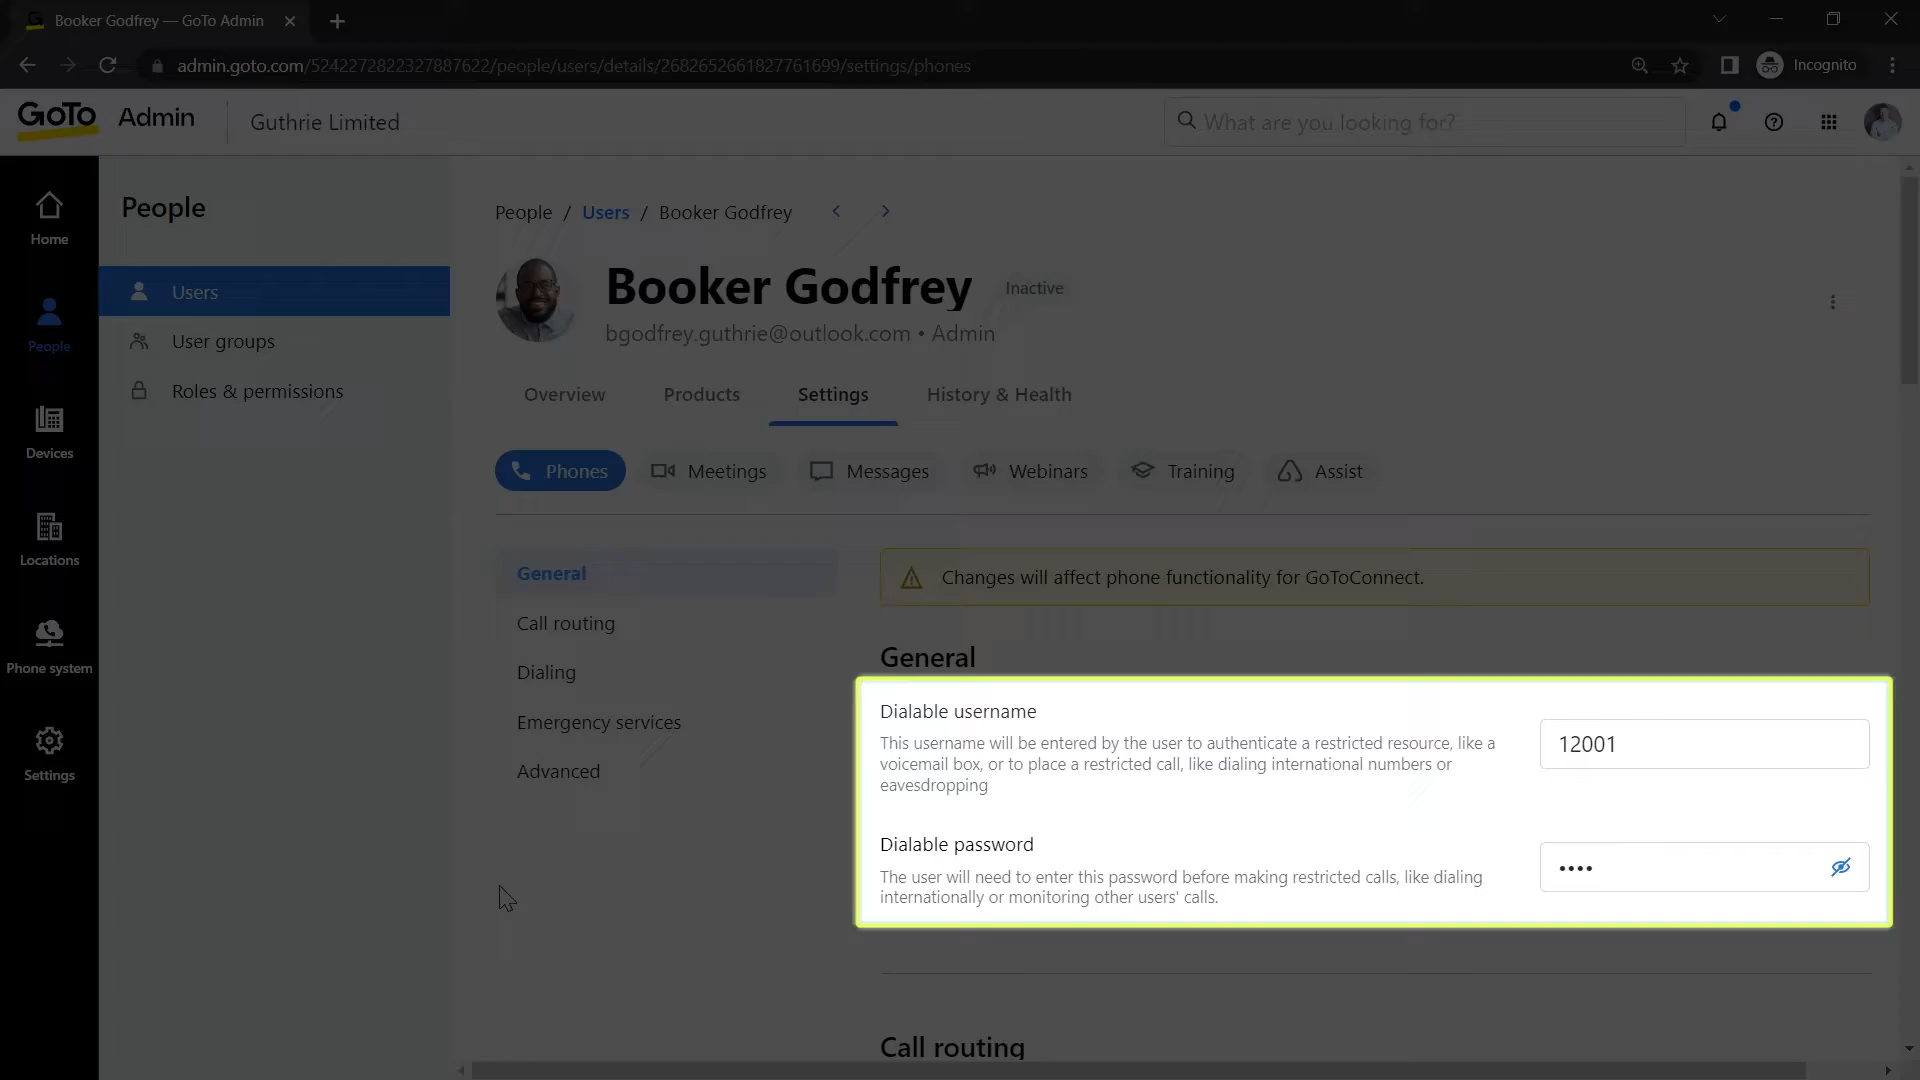 Booker Godfrey — GoTo Admin
admin.goto.com/5242272822327887622/people/users/details/2682652661827761699/settings/phones
Incognito
GoTo Admin
Guthrie Limited
What are you looking for?
Home
People
Devices
Locations
Phone system
Settings
People
Users
User groups
Roles & permissions
People / Users / Booker Godfrey
Booker Godfrey
Inactive
bgodfrey.guthrie@outlook.com • Admin
Overview
Products
Settings
History & Health
Phones
Meetings
Messages
Webinars
Training
Assist
General
Call routing
Dialing
Emergency services
Advanced
Changes will affect phone functionality for GoToConnect.
General
Dialable username
This username will be entered by the user to authenticate a restricted resource, like a
voicemail box, or to place a restricted call, like dialing international numbers or
eavesdropping
12001
Dialable password
The user will need to enter this password before making restricted calls, like dialing
internationally or monitoring other users' calls.
••••
Call routing